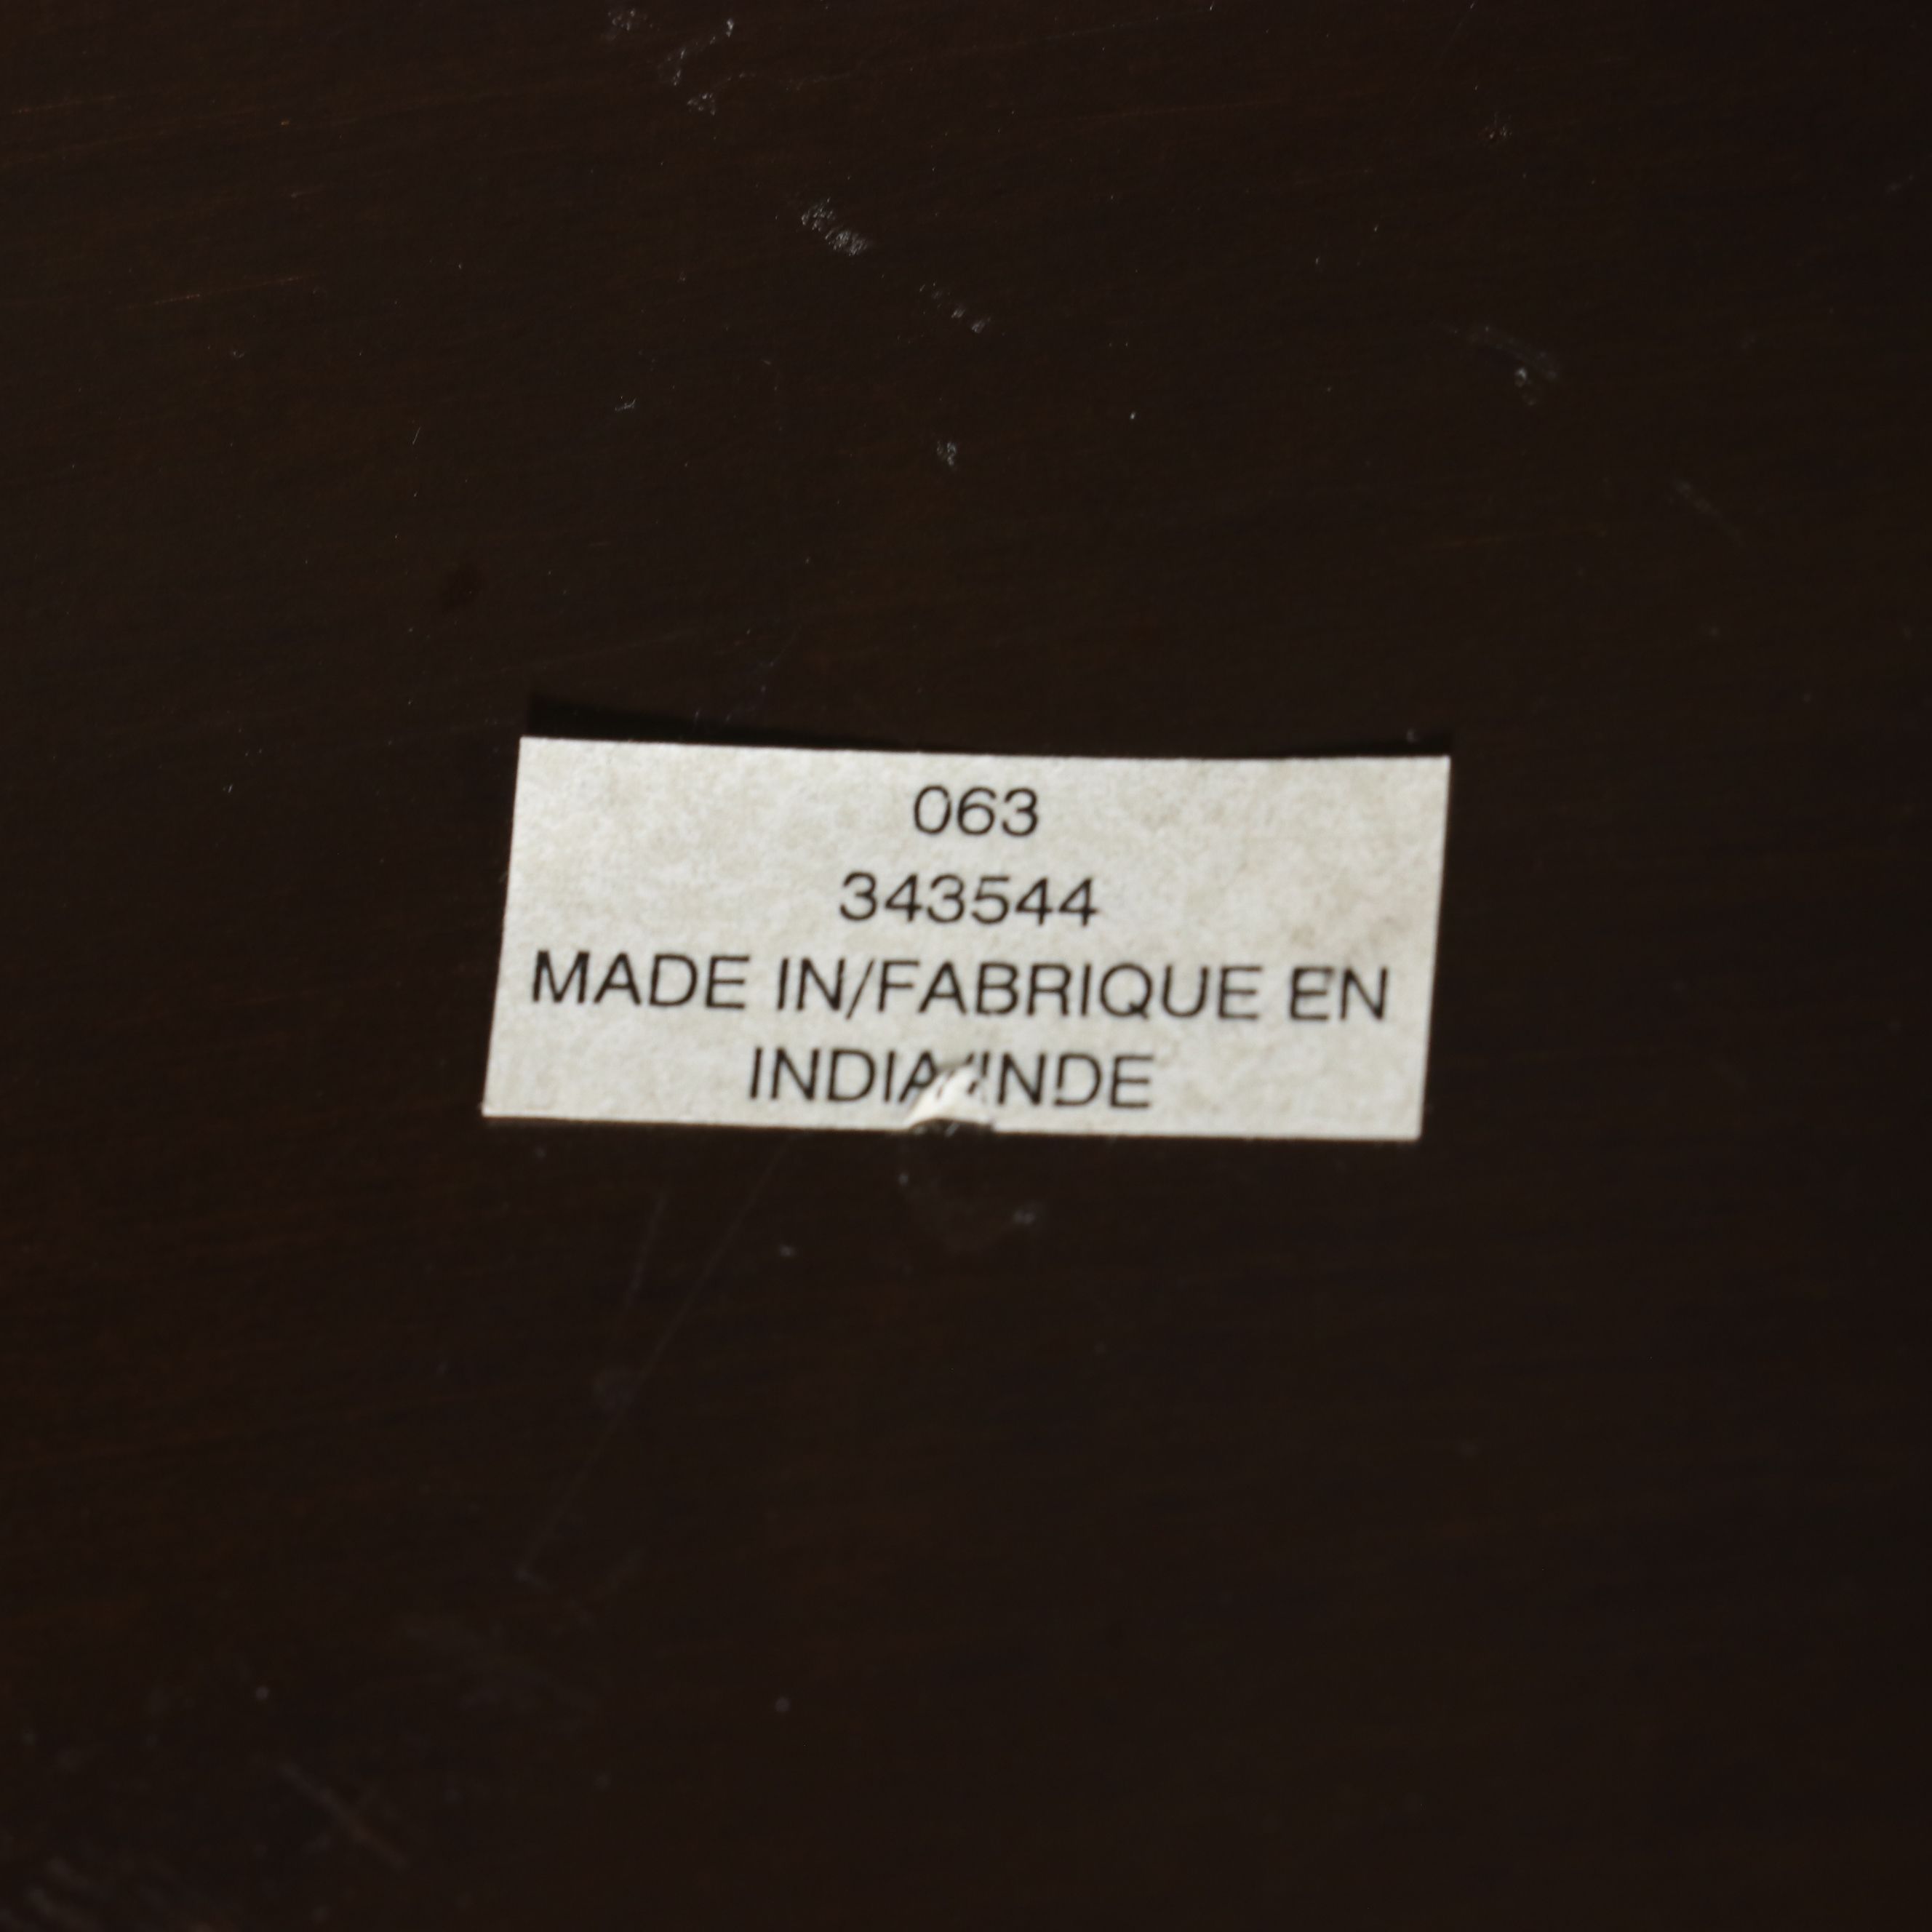 063
343544
MADE IN/FABRIQUE EN
INDIA/INDE